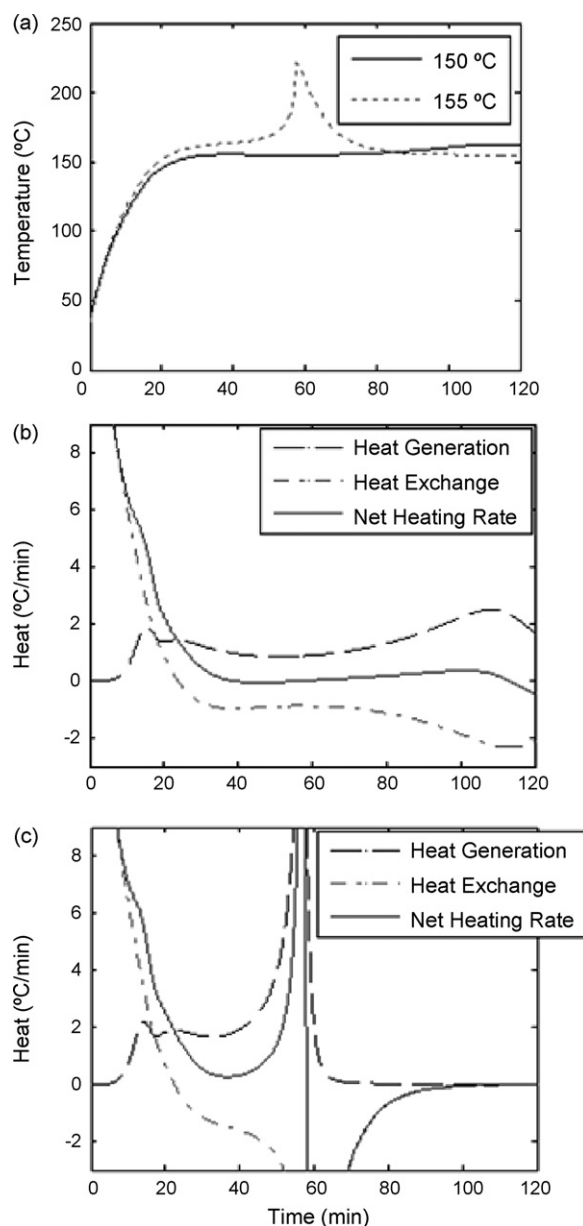 (a)
250
200
150
100
50
0
Temperature (ºC)
150 ºC
155 ºC
0 20 40 60 80 100 120
(b)
8
6
4
2
0
-2
Heat (ºC/min)
Heat Generation
Heat Exchange
Net Heating Rate
0 20 40 60 80 100 120
(c)
8
6
4
2
0
-2
Heat (ºC/min)
Heat Generation
Heat Exchange
Net Heating Rate
0 20 40 60 80 100 120
Time (min)